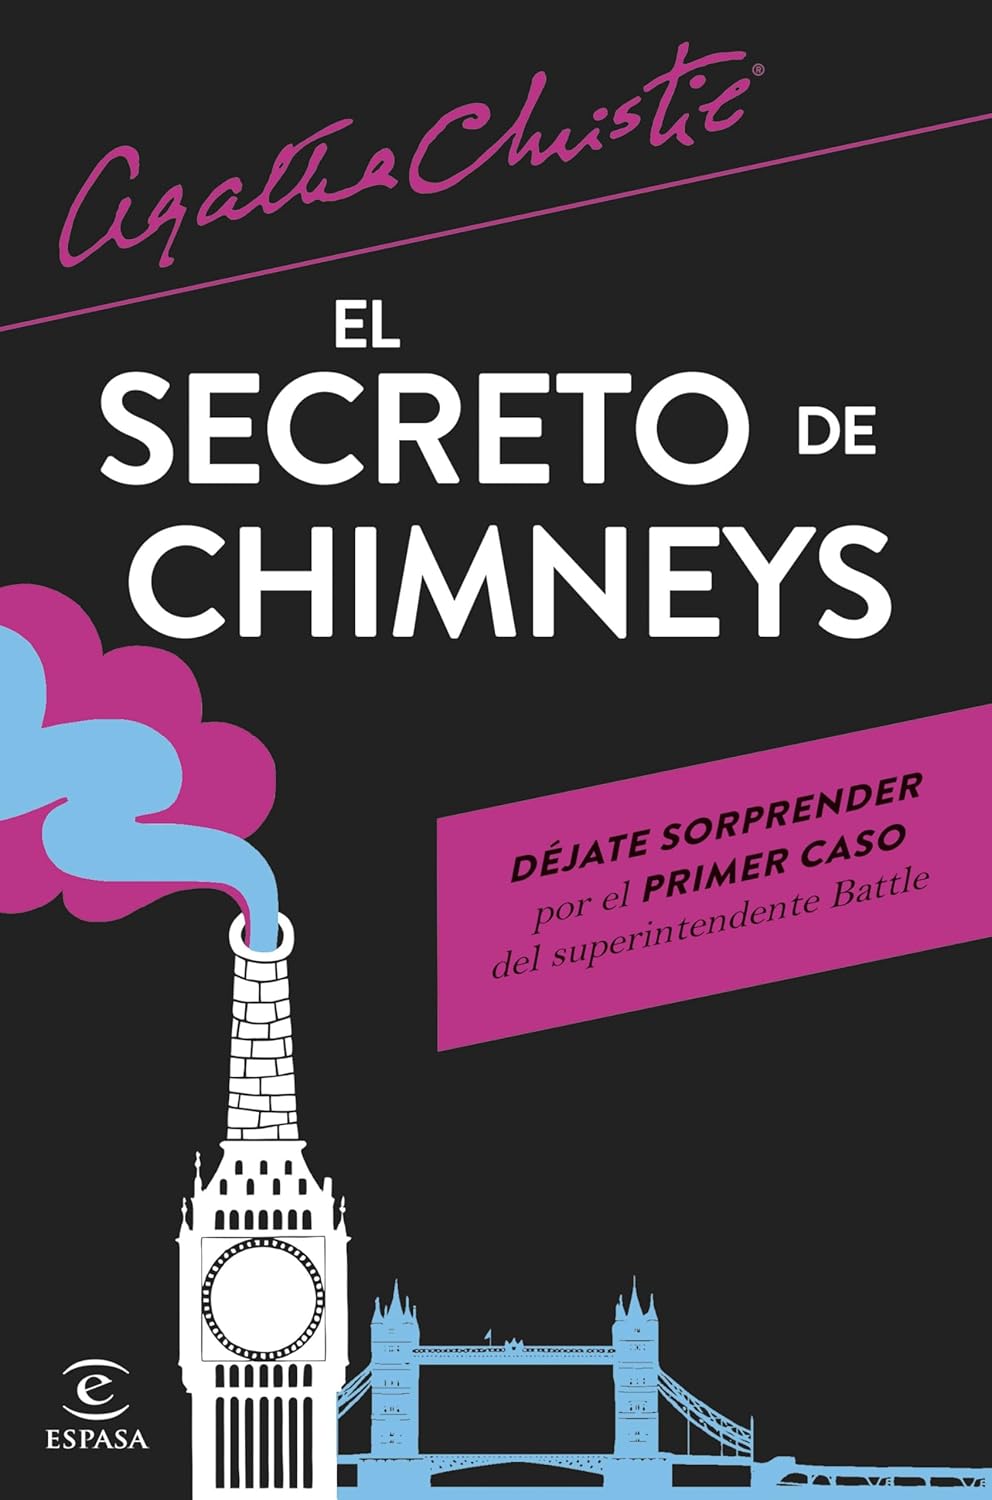 Agatha Christie®
EL
SECRETO DE
CHIMNEYS
DÉJATE SORPRENDER
por el PRIMER CASO
del superintendente Battle
e
ESPASA